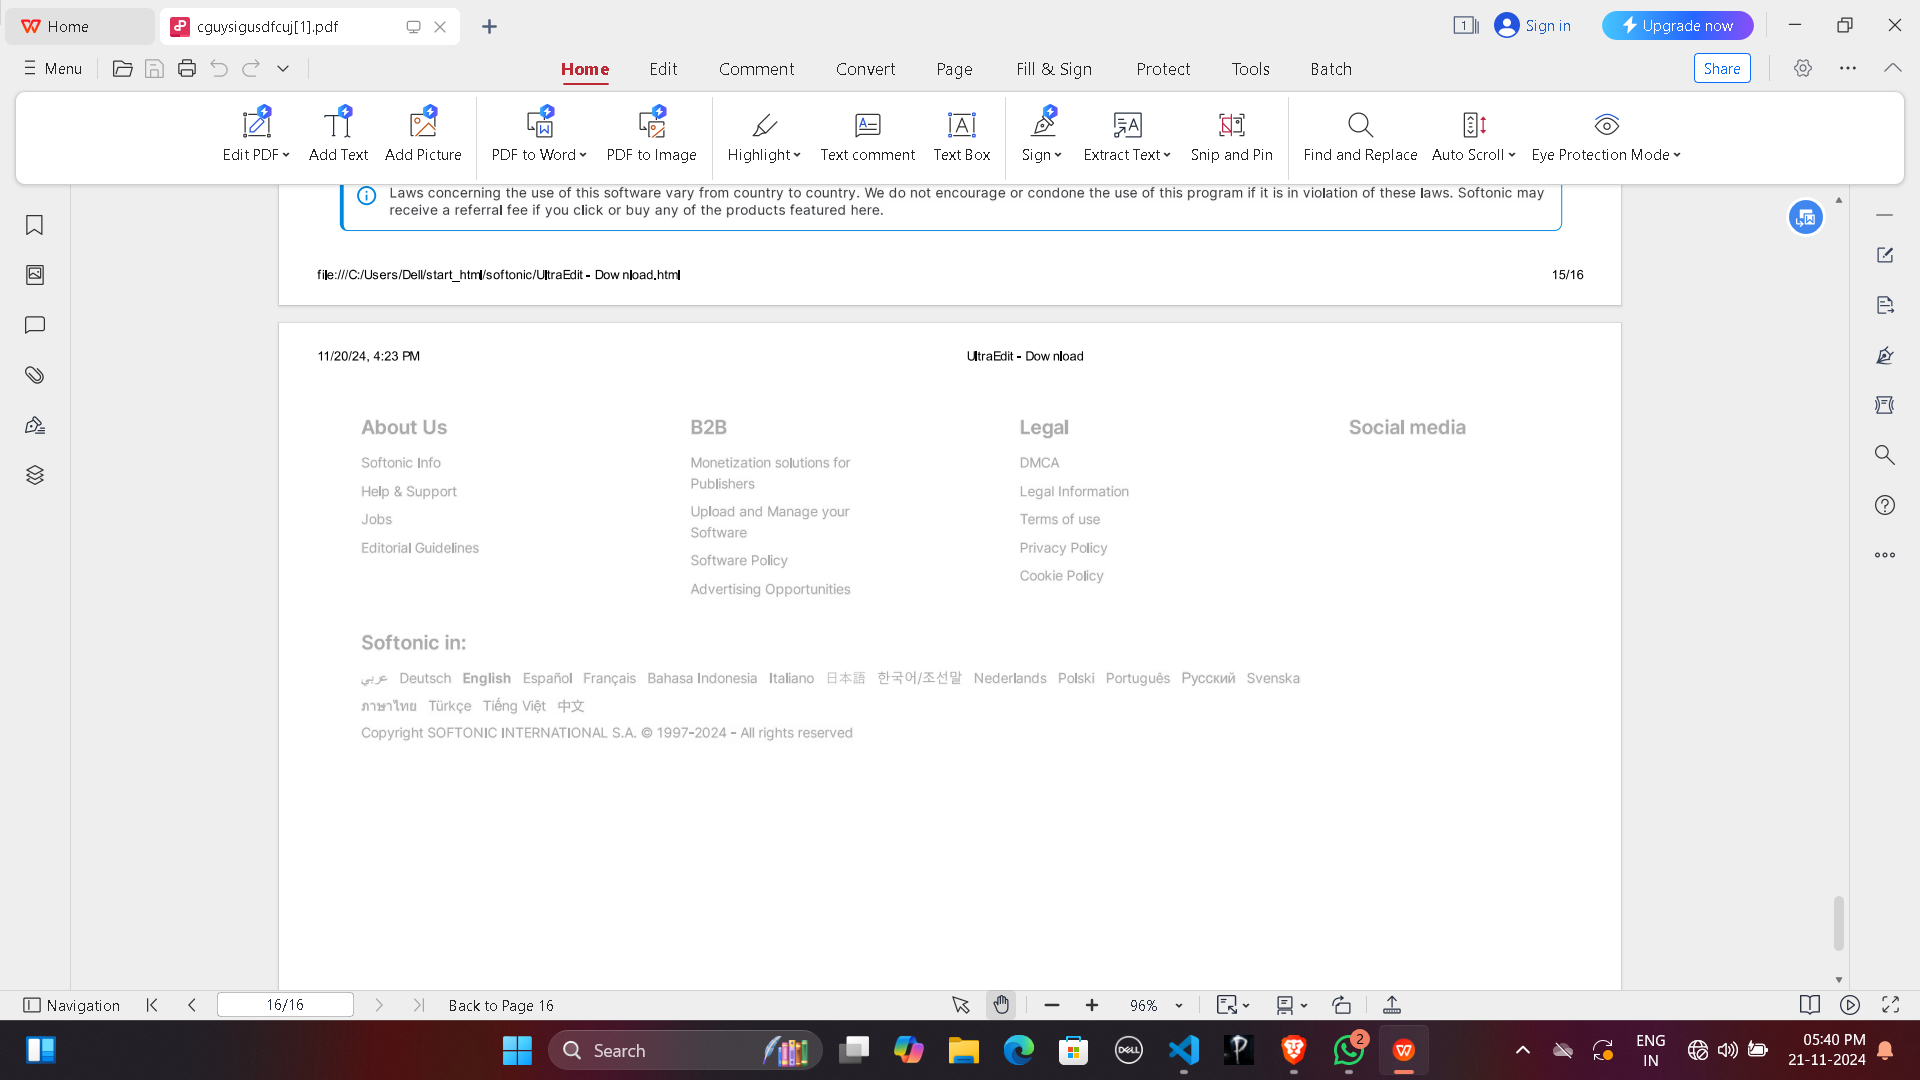 Home
cguysigusdfcuj[1].pdf
1
Sign in
Upgrade now
Menu
Home
Edit
Comment
Convert
Page
Fill & Sign
Protect
Tools
Batch
Share
Edit PDF
Add Text
Add Picture
PDF to Word
PDF to Image
Highlight
Text comment
Text Box
Sign
Extract Text
Snip and Pin
Find and Replace
Auto Scroll
Eye Protection Mode
Laws concerning the use of this software vary from country to country. We do not encourage or condone the use of this program if it is in violation of these laws. Softonic may
receive a referral fee if you click or buy any of the products featured here.
file:///C:/Users/Dell/start_html/softonic/UltraEdit - Download.html
15/16
11/20/24, 4:23 PM
UltraEdit - Download
About Us
Softonic Info
Help & Support
Jobs
Editorial Guidelines
B2B
Monetization solutions for
Publishers
Upload and Manage your
Software
Software Policy
Advertising Opportunities
Legal
DMCA
Legal Information
Terms of use
Privacy Policy
Cookie Policy
Social media
Softonic in:
عربي Deutsch English Español Français Bahasa Indonesia Italiano 日本語 한국어/조선말 Nederlands Polski Português Русский Svenska
ภาษาไทย Türkçe Tiếng Việt 中文
Copyright SOFTONIC INTERNATIONAL S.A. © 1997-2024 - All rights reserved
Navigation
16/16
Back to Page 16
96%
Search
DELL
2
ENG
IN
05:40 PM
21-11-2024